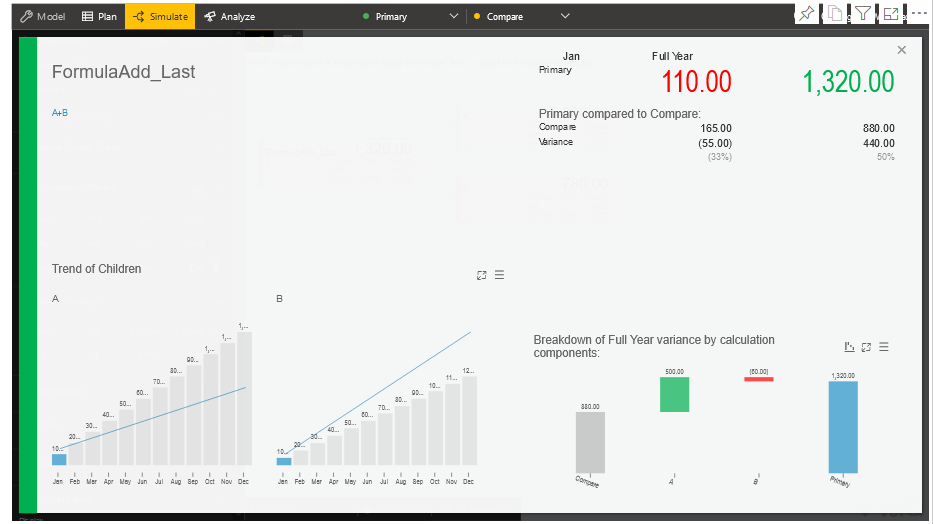 Model
Plan
Simulate
Analyze
Primary
Compare
FormulaAdd_Last
A+B
Jan
Full Year
Primary
110.00
1,320.00
Primary compared to Compare:
Compare
165.00
880.00
Variance
(55.00)
440.00
(33%)
50%
Trend of Children
A
10...
20...
30...
40...
50...
60...
70...
80...
90...
1,...
1,...
1,...
Jan Feb Mar Apr May Jun Jul Aug Sep Oct Nov Dec
B
10...
20...
30...
40...
50...
60...
70...
80...
90...
10...
11...
12...
Jan Feb Mar Apr May Jun Jul Aug Sep Oct Nov Dec
Breakdown of Full Year variance by calculation
components:
880.00
500.00
(60.00)
1,320.00
Compare
A
B
Primary